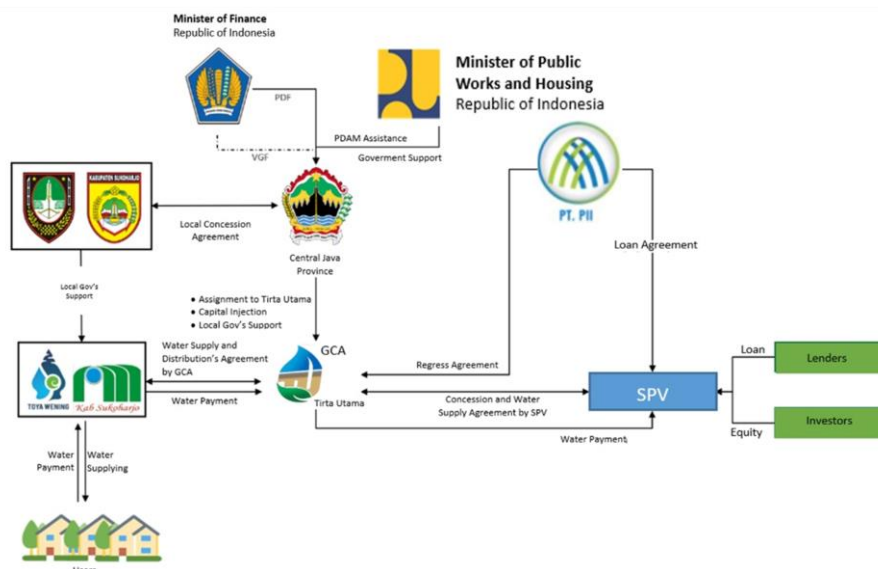 Minister of Finance
Republic of Indonesia
PDF
VGF
Minister of Public
Works and Housing
Republic of Indonesia
PDAM Assistance
Goverment Support
PT. PII
KABUPATEN SUKOHARJO
Local Concession
Agreement
Central Java
Province
Loan Agreement
Local Gov's
Support
• Assignment to Tirta Utama
• Capital Injection
• Local Gov's Support
Water Supply and
Distribution's Agreement
by GCA
GCA
Tirta Utama
Regress Agreement
TOYA WENING
Kab Sukoharjo
Water Payment
Concession and Water
Supply Agreement by SPV
SPV
Loan
Lenders
Equity
Investors
Water Payment
Water
Payment
Water
Supplying